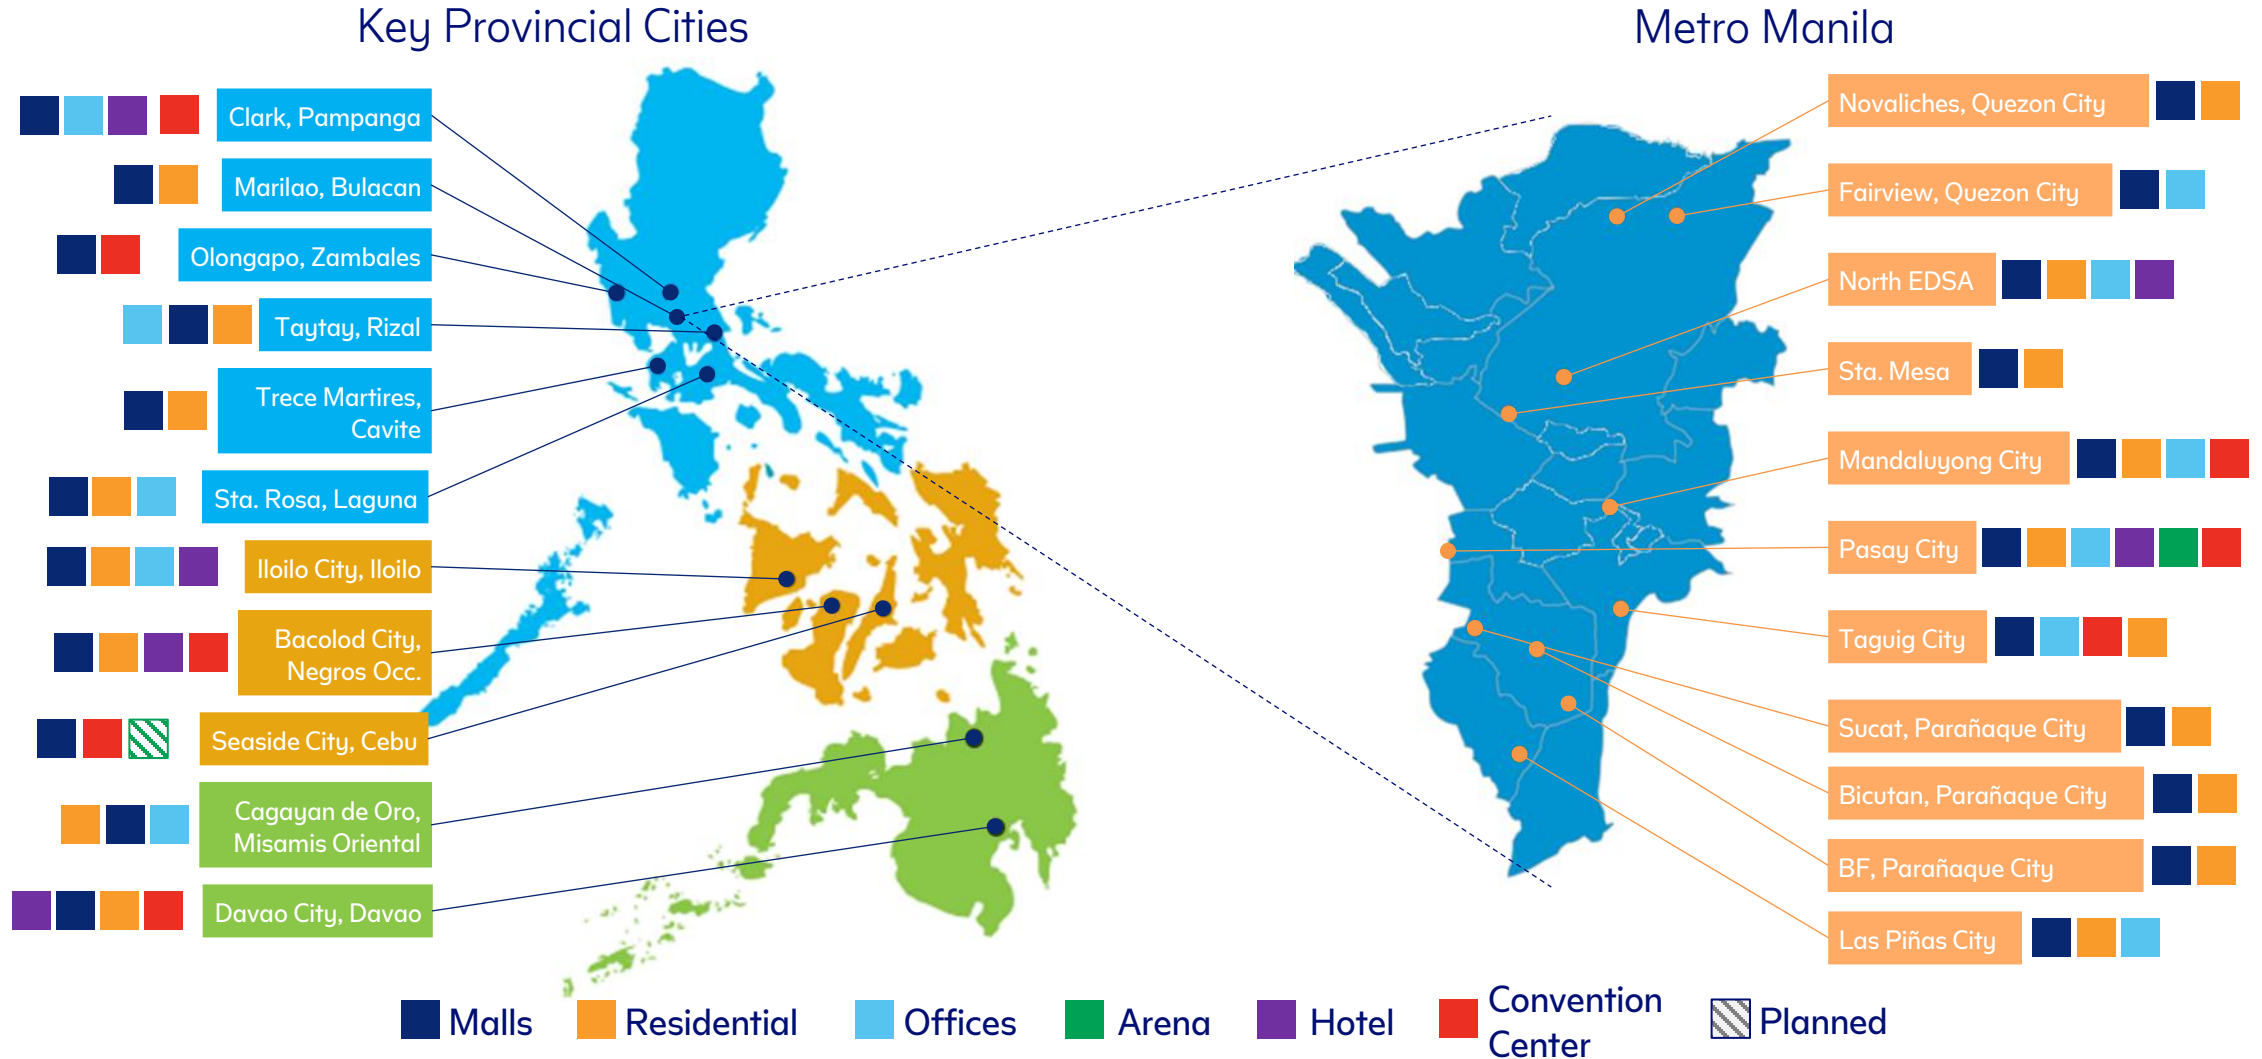 Key Provincial Cities
Clark, Pampanga
Marilao, Bulacan
Olongapo, Zambales
Taytay, Rizal
Trece Martires,
Cavite
Sta. Rosa, Laguna
Iloilo City, Iloilo
Bacolod City,
Negros Occ.
Seaside City, Cebu
Cagayan de Oro,
Misamis Oriental
Davao City, Davao
Metro Manila
Novaliches, Quezon City
Fairview, Quezon City
North EDSA
Sta. Mesa
Mandaluyong City
Pasay City
Taguig City
Sucat, Parañaque City
Bicutan, Parañaque City
BF, Parañaque City
Las Piñas City
Malls
Residential
Offices
Arena
Hotel
Convention
Center
Planned